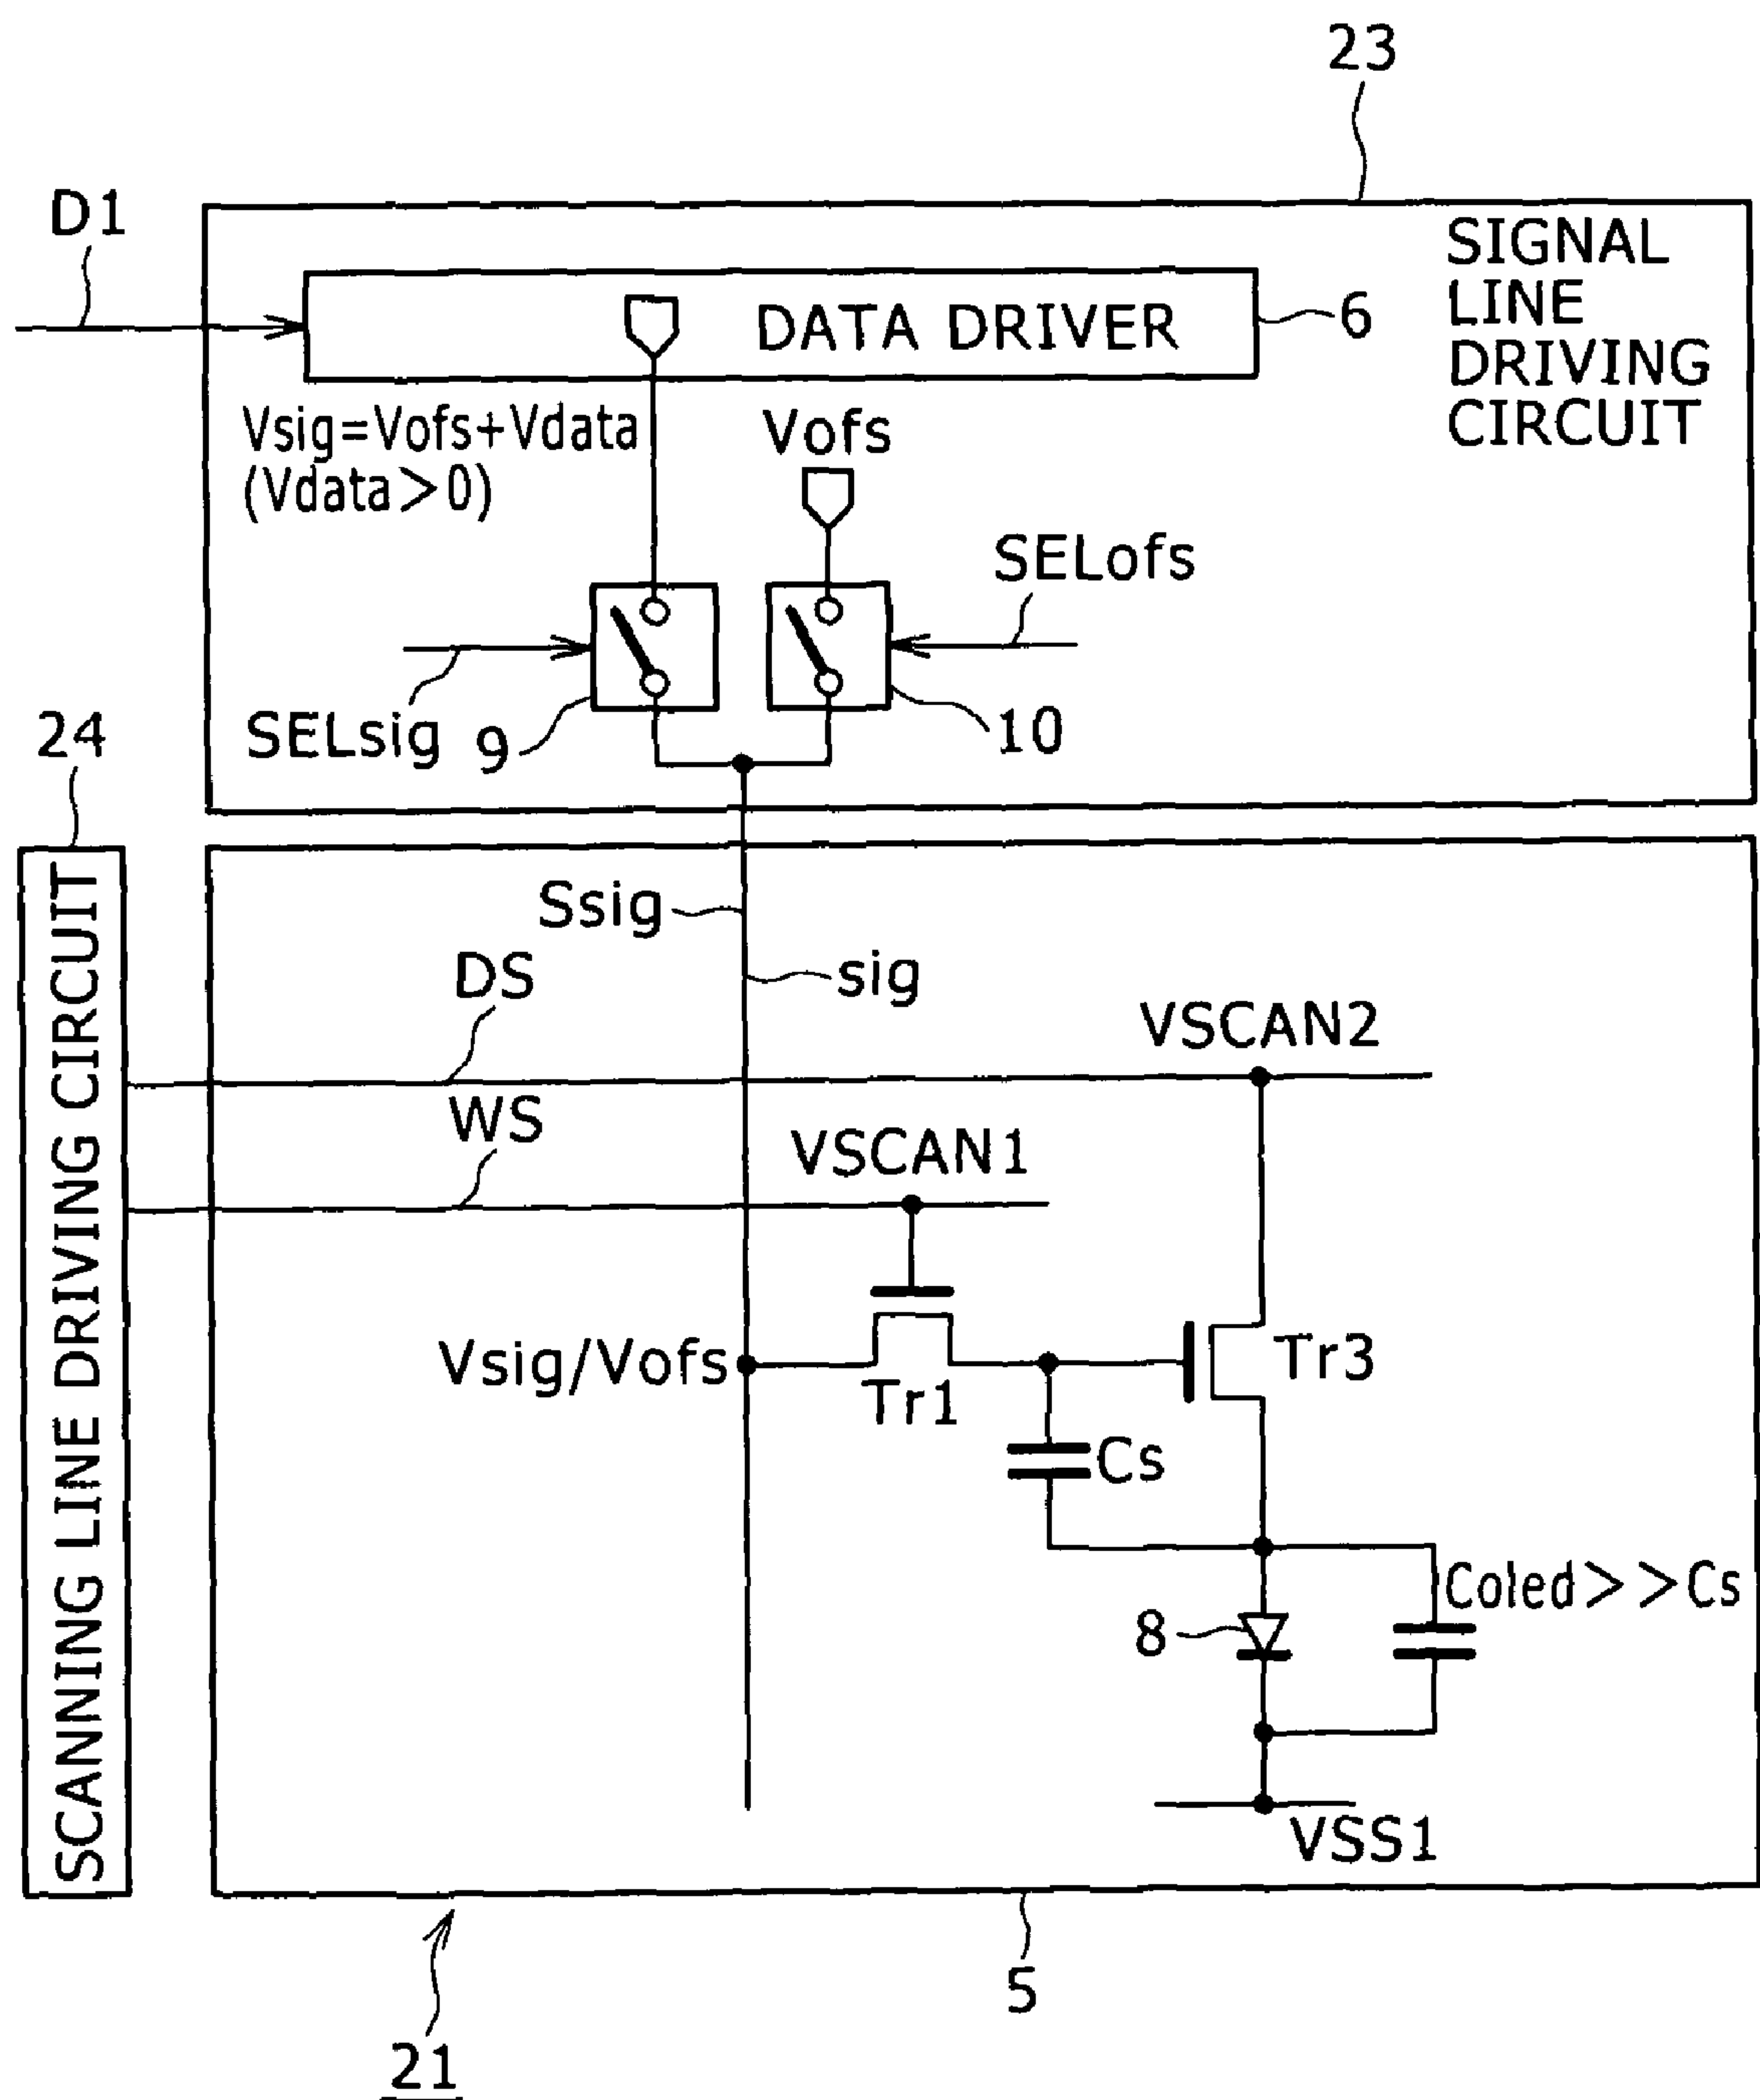 23
D1
SIGNAL
LINE
DRIVING
CIRCUIT
DATA DRIVER
6
Vsig=Vofs+Vdata
(Vdata>0)
Vofs
SELofs
SELsig
9
10
24
SCANNING LINE DRIVING CIRCUIT
Ssig
sig
DS
VSCAN2
WS
VSCAN1
Vsig/Vofs
Tr1
Tr3
Cs
Coled>>Cs
8
VSS1
5
21